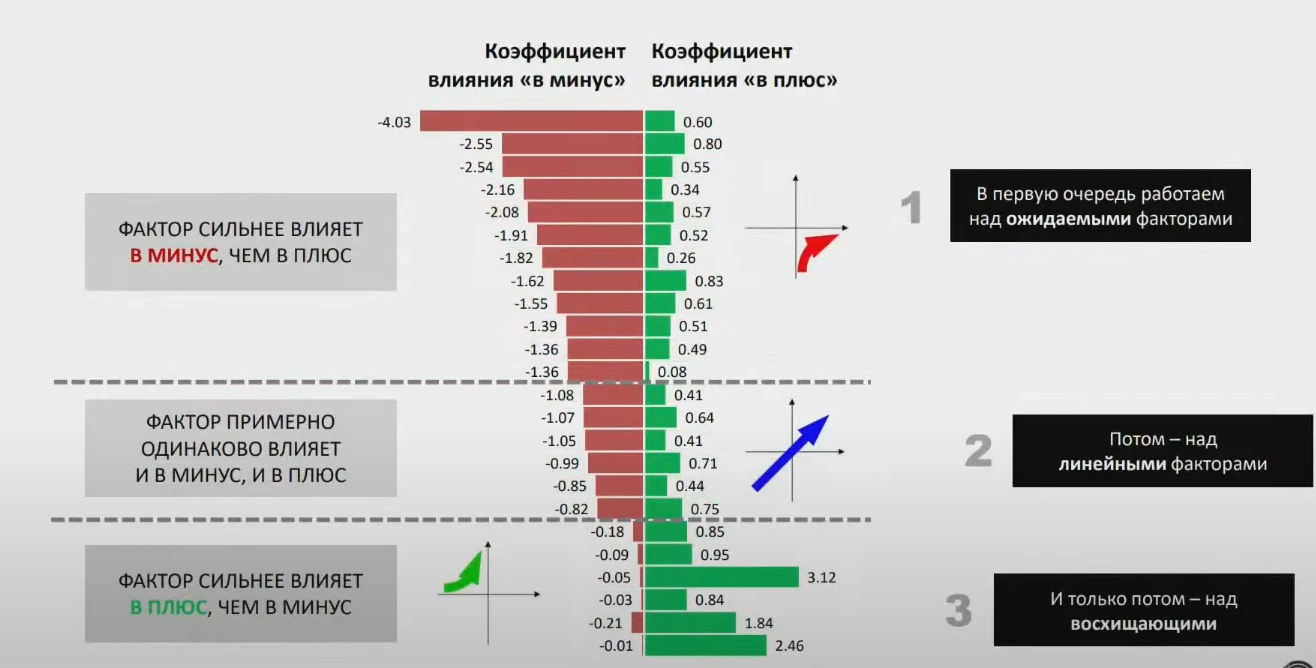 Коэффициент
влияния «в минус»
Коэффициент
влияния «в плюс»
-4.03 0.60
-2.55 0.80
-2.54 0.55
-2.16 0.34
-2.08 0.57
-1.91 0.52
-1.82 0.26
-1.62 0.83
-1.55 0.61
-1.39 0.51
-1.36 0.49
-1.36 0.08
-1.08 0.41
-1.07 0.64
-1.05 0.41
-0.99 0.71
-0.85 0.44
-0.82 0.75
-0.18 0.85
-0.09 0.95
-0.05 3.12
-0.03 0.84
-0.21 1.84
-0.01 2.46
ФАКТОР СИЛЬНЕЕ ВЛИЯЕТ
В МИНУС, ЧЕМ В ПЛЮС
1
В первую очередь работаем
над ожидаемыми факторами
ФАКТОР ПРИМЕРНО
ОДИНАКОВО ВЛИЯЕТ
И В МИНУС, И В ПЛЮС
2
Потом – над
линейными факторами
ФАКТОР СИЛЬНЕЕ ВЛИЯЕТ
В ПЛЮС, ЧЕМ В МИНУС
3
И только потом – над
восхищающими